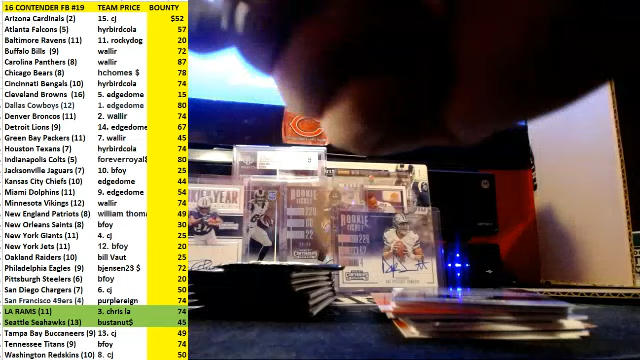 16 CONTENDER FB #19 TEAM PRICE BOUNTY
Arizona Cardinals (2) 15. cj $52
Atlanta Falcons (5) hyrbirdcola 57
Baltimore Ravens (11) 11. rockydog 20
Buffalo Bills (9) wallir 72
Carolina Panthers (8) wallir 87
Chicago Bears (8) hchomes $ 78
Cincinnati Bengals (10) hyrbirdcola 74
Cleveland Browns (16) 5. edgedome 15
Dallas Cowboys (12) 1. edgedome 80
Denver Broncos (11) 2. wallir 74
Detroit Lions (9) 14. edgedome 67
Green Bay Packers (11) 7. wallir 45
Houston Texans (7) hyrbirdcola 74
Indianapolis Colts (5) foreverroyal$ 80
Jacksonville Jaguars (7) 10. bfoy 25
Kansas City Chiefs (10) edgedome 44
Miami Dolphins (11) 9. edgedome 54
Minnesota Vikings (12) wallir 74
New England Patriots (8) william thoma 49
New Orleans Saints (8) bfoy 30
New York Giants (11) 4. cj 25
New York Jets (11) 12. bfoy 20
Oakland Raiders (10) bill Vaut 25
Philadelphia Eagles (9) bjensen23 $ 72
Pittsburgh Steelers (6) bfoy 20
San Diego Chargers (7) 6. cj 50
San Francisco 49ers (4) purplereign 74
LA RAMS (11) 3. chris la 74
Seattle Seahawks (13) bustanut$ 45
Tampa Bay Buccaneers (9) 13. cj 49
Tennessee Titans (9) bfoy 74
Washington Redskins (10) 8. cj 50
YEAR
ROOKIE
TICKET
ROOKIE
TICKET
CONTENDERS